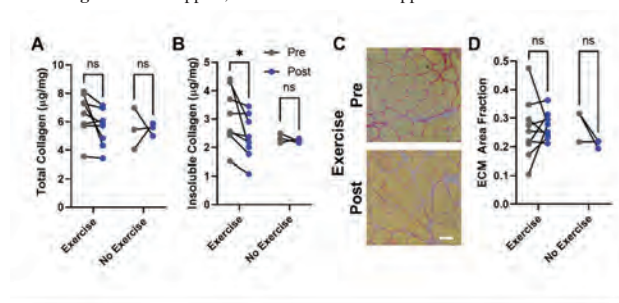 A
B
C
D
ns
ns
*
ns
Pre
Post
ns
ns
Total Collagen (µg/mg)
10
8
6
4
2
0
Exercise
No Exercise
Insoluble Collagen (µg/mg)
5
4
3
2
1
0
Exercise
No Exercise
Exercise
Pre
Post
ECM Area Fraction
0.5
0.4
0.3
0.2
0.1
0.0
Exercise
No Exercise